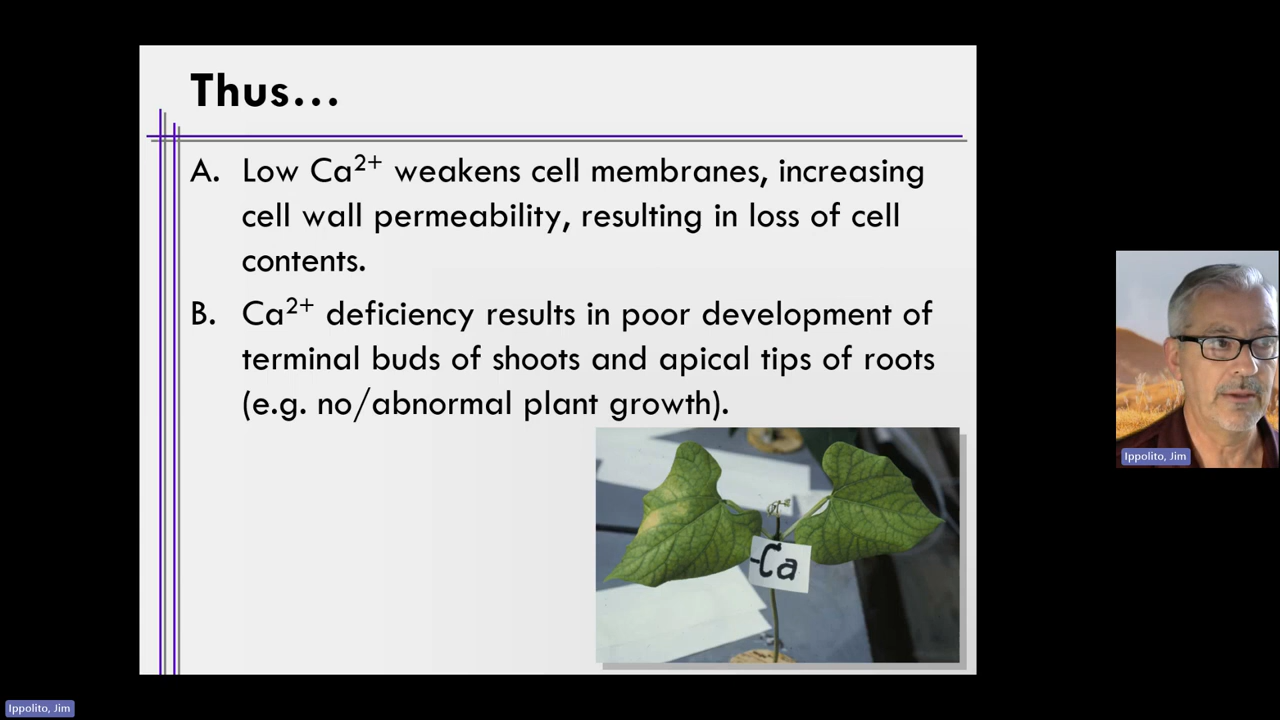 Thus...
A. Low Ca²⁺ weakens cell membranes, increasing
cell wall permeability, resulting in loss of cell
contents.
B. Ca²⁺ deficiency results in poor development of
terminal buds of shoots and apical tips of roots
(e.g. no/abnormal plant growth).
-Ca
Ippolito, Jim
Ippolito, Jim